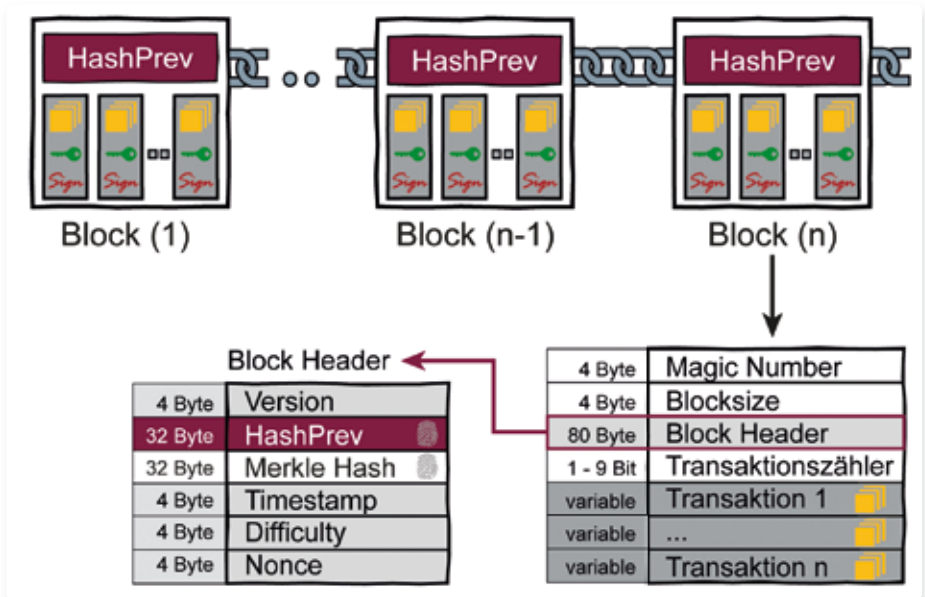 HashPrev
HashPrev
HashPrev
Sign Sign Sign
Sign Sign Sign
Sign Sign Sign
Block (1)
Block (n-1)
Block (n)
Block Header
4 Byte Version
32 Byte HashPrev
32 Byte Merkle Hash
4 Byte Timestamp
4 Byte Difficulty
4 Byte Nonce
4 Byte Magic Number
4 Byte Blocksize
80 Byte Block Header
1 - 9 Bit Transaktionszähler
variable Transaktion 1
variable ...
variable Transaktion n